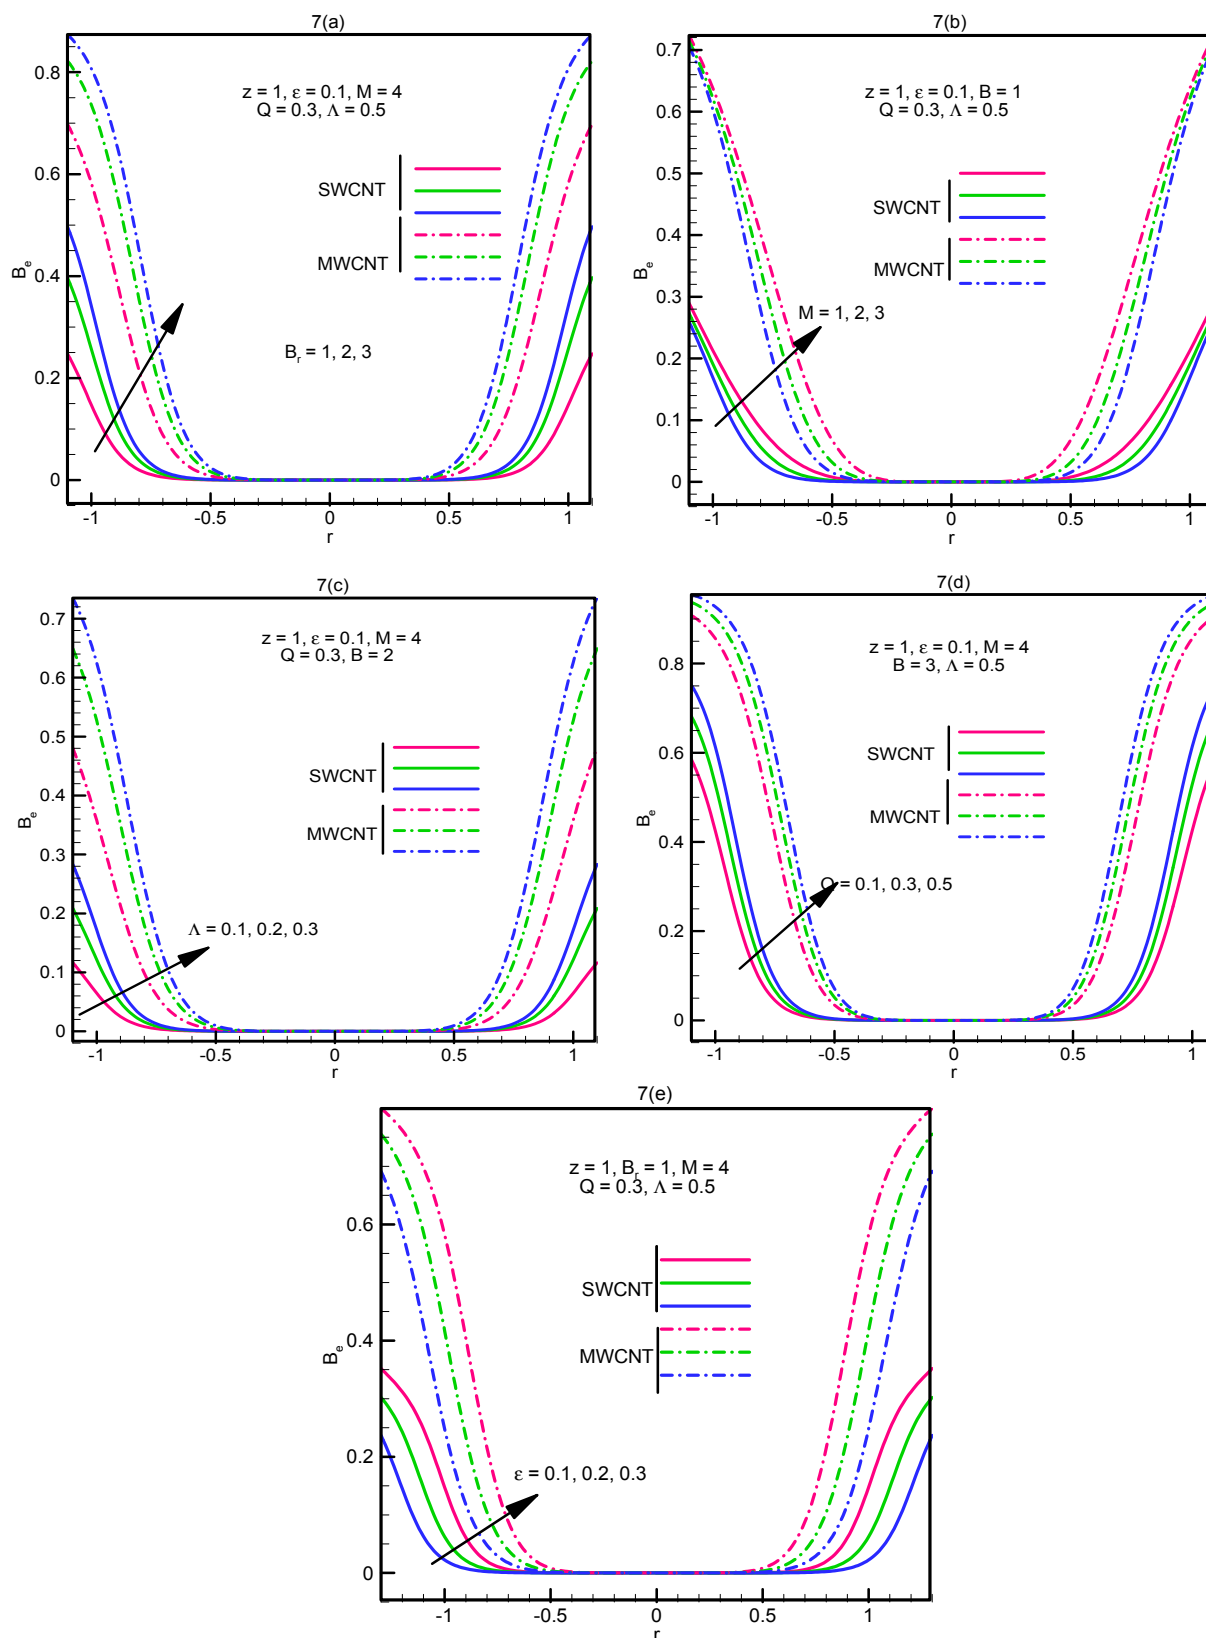 7(a)
z = 1, ε = 0.1, M = 4
Q = 0.3, Λ = 0.5
SWCNT
MWCNT
B_r = 1, 2, 3
B_e
0.8
0.6
0.4
0.2
0
-1 -0.5 0 0.5 1
r
7(b)
z = 1, ε = 0.1, B = 1
Q = 0.3, Λ = 0.5
SWCNT
MWCNT
M = 1, 2, 3
B_e
0.7
0.6
0.5
0.4
0.3
0.2
0.1
0
-1 -0.5 0 0.5 1
r
7(c)
z = 1, ε = 0.1, M = 4
Q = 0.3, B = 2
SWCNT
MWCNT
Λ = 0.1, 0.2, 0.3
B_e
0.7
0.6
0.5
0.4
0.3
0.2
0.1
0
-1 -0.5 0 0.5 1
r
7(d)
z = 1, ε = 0.1, M = 4
B = 3, Λ = 0.5
SWCNT
MWCNT
Q = 0.1, 0.3, 0.5
B_e
0.8
0.6
0.4
0.2
0
-1 -0.5 0 0.5 1
r
7(e)
z = 1, B_r = 1, M = 4
Q = 0.3, Λ = 0.5
SWCNT
MWCNT
ε = 0.1, 0.2, 0.3
B_e
0.6
0.4
0.2
0
-1 -0.5 0 0.5 1
r